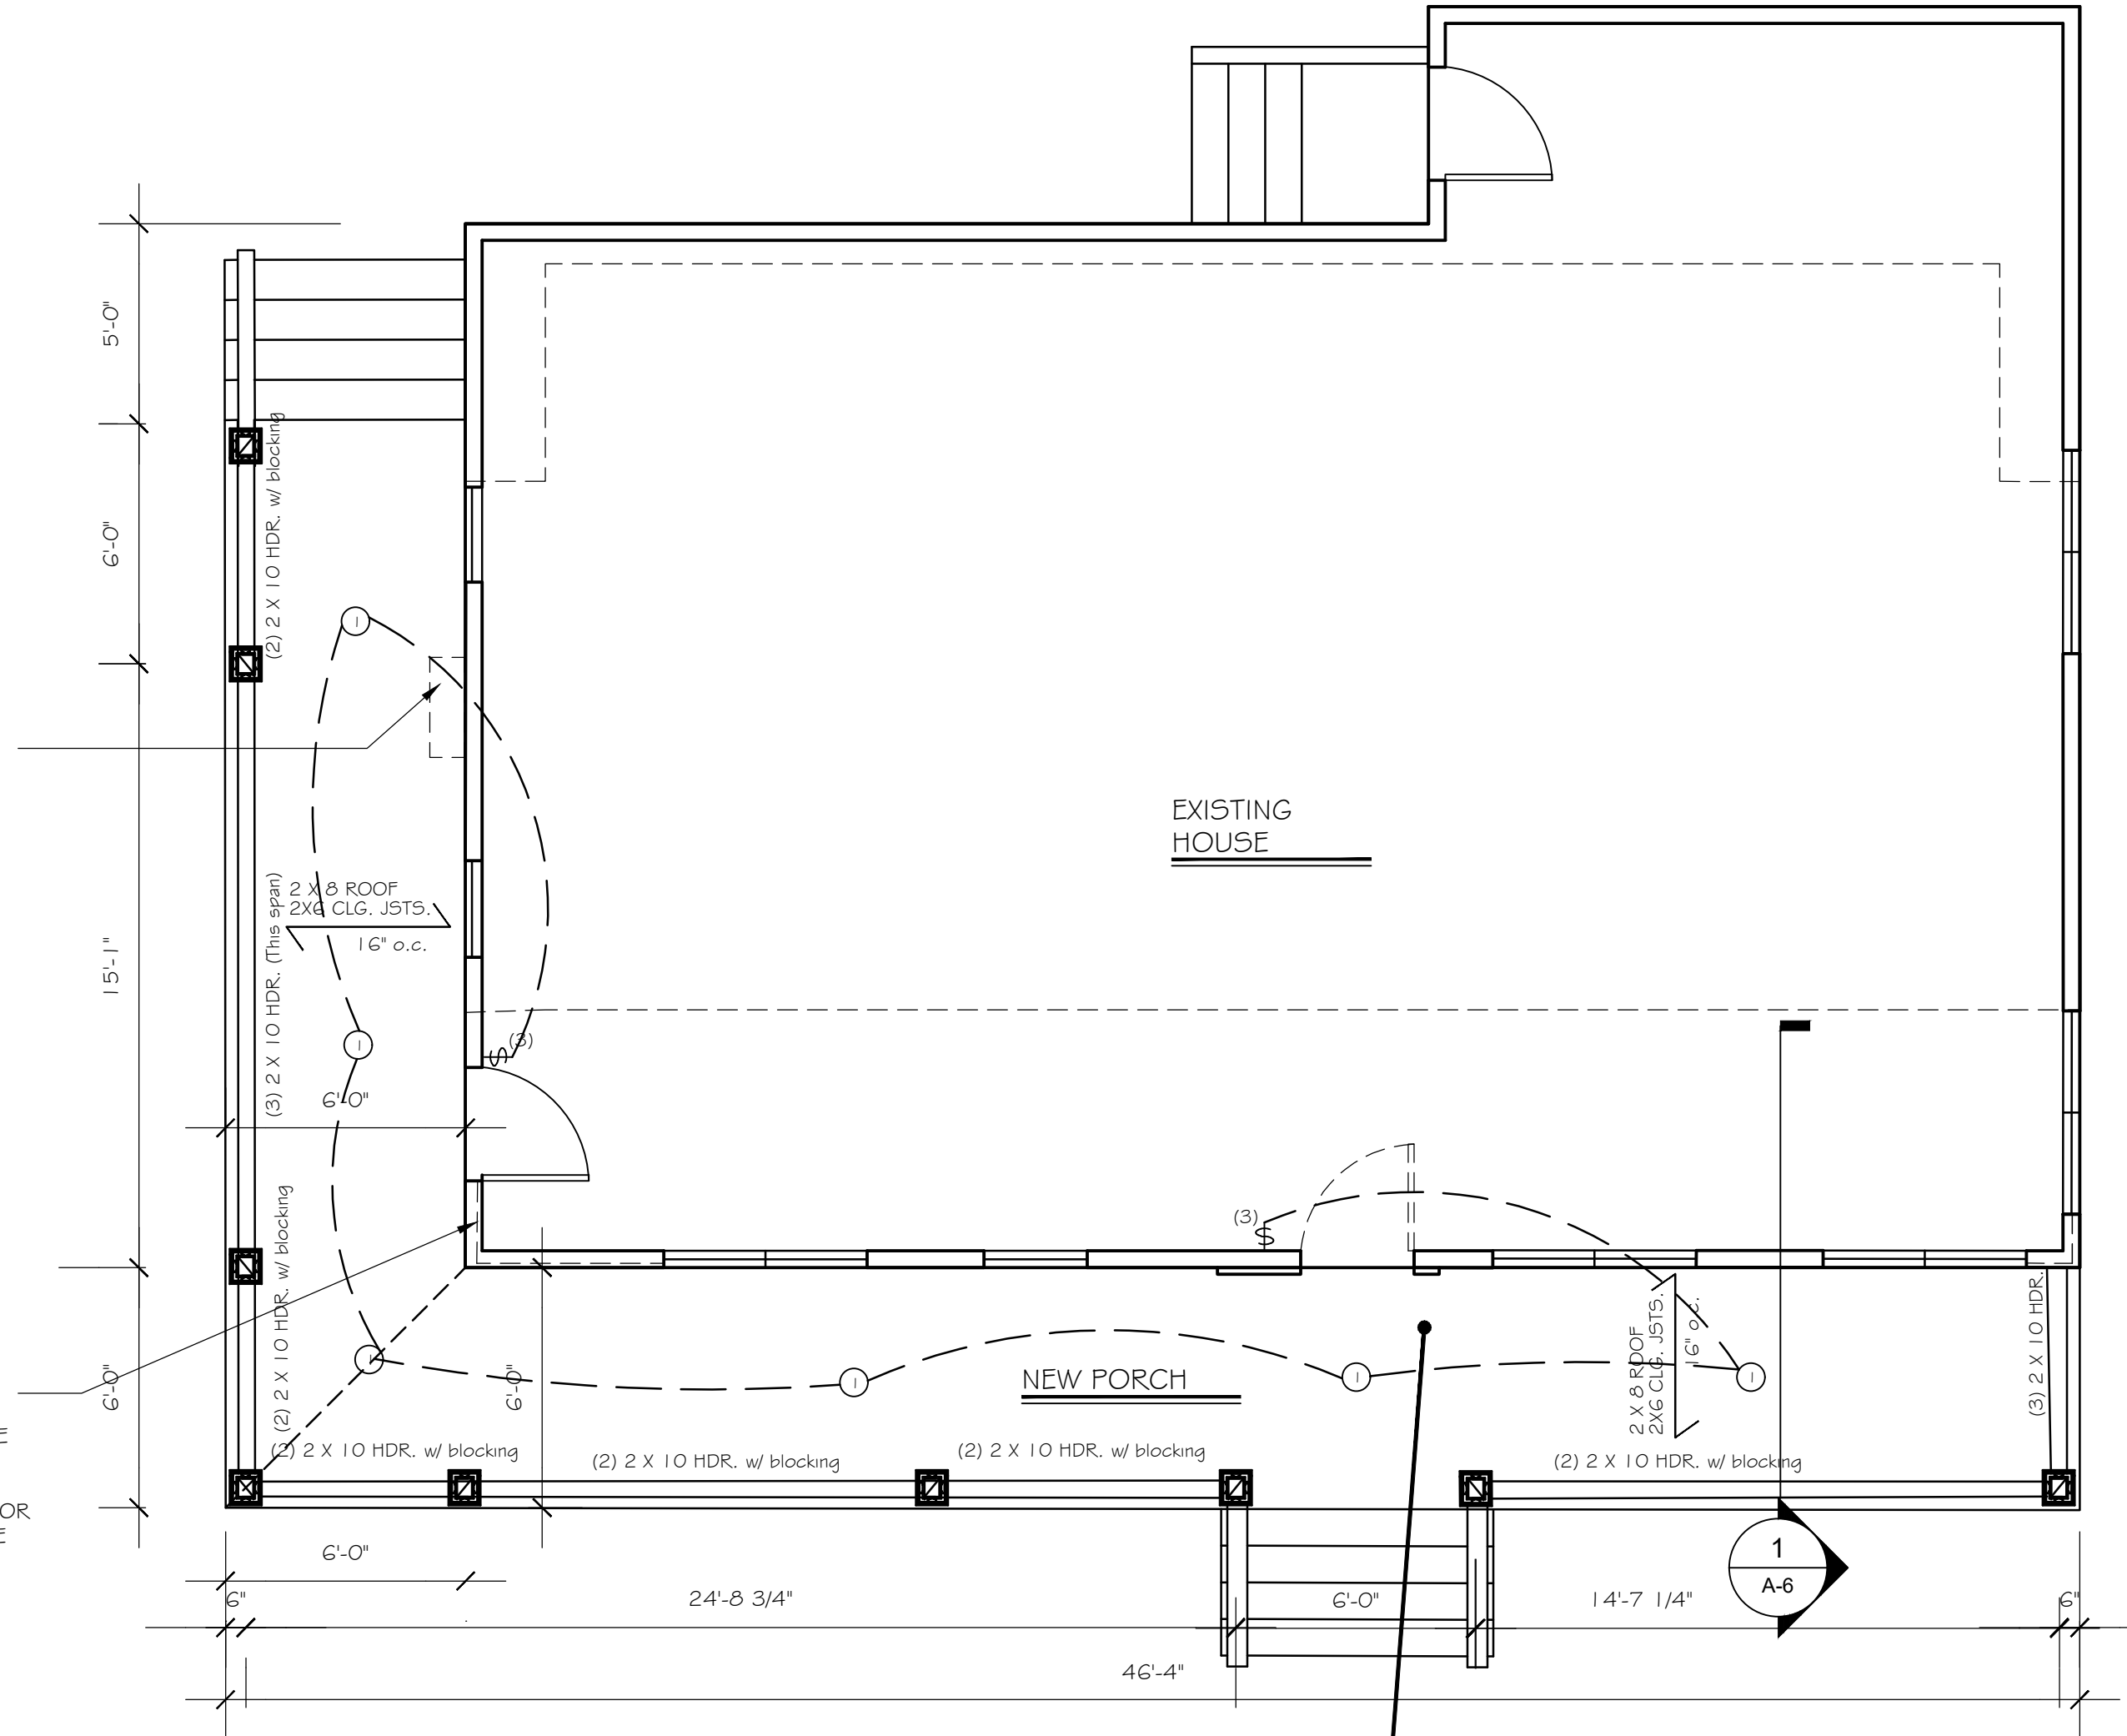 5'-0"
(2) 2 X 10 HDR. w/ blocking
6'-0"
EXISTING
HOUSE
2 X 8 ROOF
2X6 CLG. JSTS.
16" o.c.
(3) 2 X 10 HDR. (This span)
15'-1"
(3)
$
6'-0"
(3)
$
(2) 2 X 10 HDR. w/ blocking
6'-0"
6'-0"
NEW PORCH
2 X 8 ROOF
2X6 CLG. JSTS.
16" o.c.
(3) 2 X 10 HDR.
(2) 2 X 10 HDR. w/ blocking
(2) 2 X 10 HDR. w/ blocking
(2) 2 X 10 HDR. w/ blocking
(2) 2 X 10 HDR. w/ blocking
E
OR
E
6'-0"
1
A-6
6"
24'-8 3/4"
6'-0"
14'-7 1/4"
6"
46'-4"